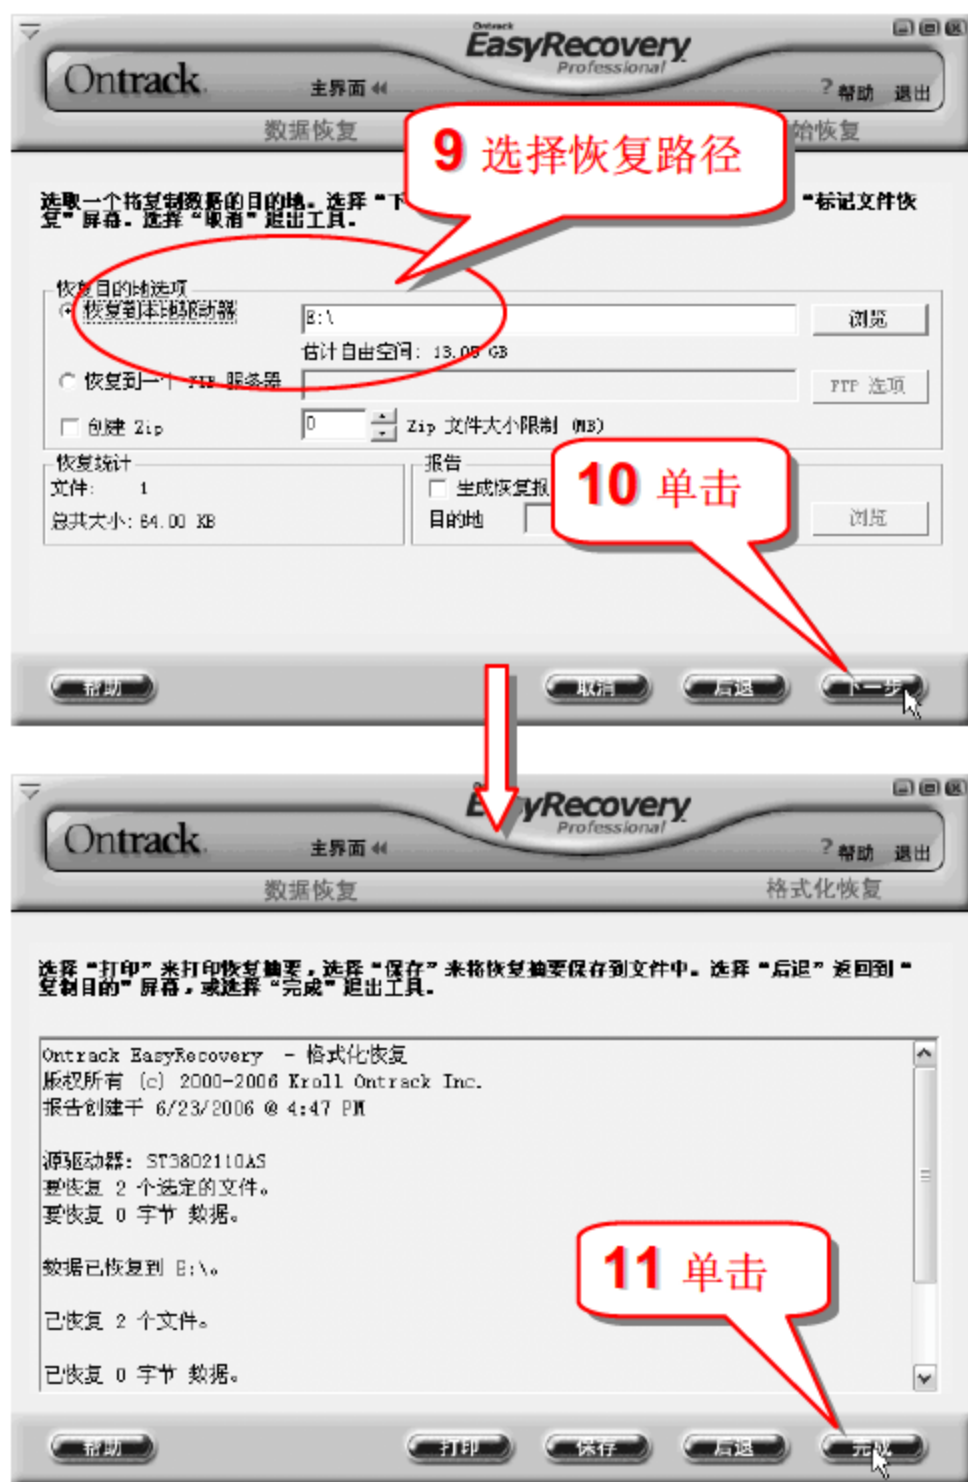 Ontrack
EasyRecovery
Professional
Ontrack
主界面
? 帮助 退出
数据恢复
始恢复
9 选择恢复路径
选取一个将复制数据的目的地。选择“下
“标记文件恢
复”屏幕。选择“取消”退出工具。
恢复目的地选项
恢复到本地驱动器
E:\
浏览
估计自由空间:
GB
恢复到一个 FTP 服务器
FTP 选项
创建 Zip
0
Zip 文件大小限制 (MB)
恢复统计
文件: 1
总共大小: 64.00 KB
报告
生成恢复报
目的地
浏览
10 单击
帮助
取消
后退
下一步
yRecovery
Professional
Ontrack
主界面
? 帮助 退出
数据恢复
格式化恢复
选择“打印”来打印恢复摘要，选择“保存”来将恢复摘要保存到文件中。选择“后退”返回到“
复制目的”屏幕，或选择“完成”退出工具。
Ontrack EasyRecovery - 格式化恢复
版权所有 (c) 2000-2006 Kroll Ontrack Inc.
报告创建于 6/23/2006 @ 4:47 PM
源驱动器: ST3802110AS
要恢复 2 个选定的文件。
要恢复 0 字节 数据。
数据已恢复到 E:\。
已恢复 2 个文件。
已恢复 0 字节 数据。
11 单击
帮助
打印
保存
后退
完成